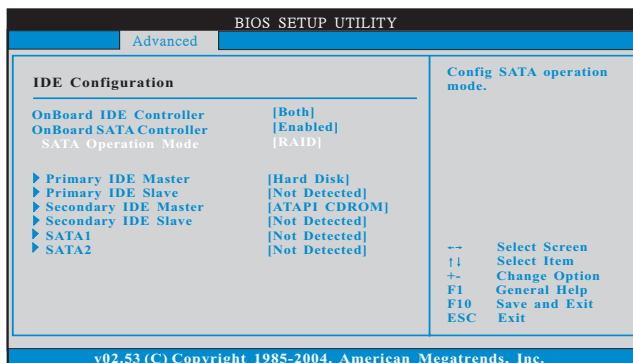 BIOS SETUP UTILITY
Advanced
IDE Configuration
OnBoard IDE Controller [Both]
OnBoard SATA Controller [Enabled]
SATA Operation Mode [RAID]
Primary IDE Master [Hard Disk]
Primary IDE Slave [Not Detected]
Secondary IDE Master [ATAPI CDROM]
Secondary IDE Slave [Not Detected]
SATA1 [Not Detected]
SATA2 [Not Detected]
Config SATA operation
mode.
←→ Select Screen
↑↓ Select Item
+- Change Option
F1 General Help
F10 Save and Exit
ESC Exit
v02.53 (C) Copyright 1985-2004, American Megatrends, Inc.